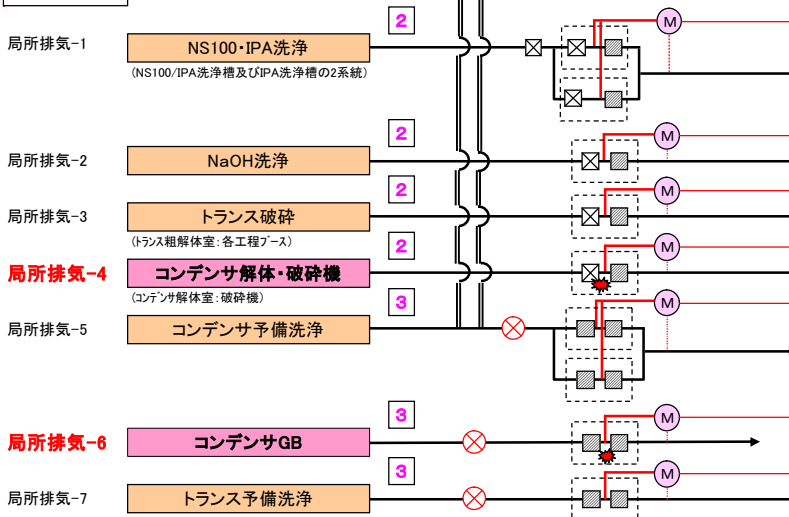 2
M
局所排気-1
NS100・IPA洗浄
(NS100/IPA洗浄槽及びIPA洗浄槽の2系統)
2
M
局所排気-2
NaOH洗浄
2
M
局所排気-3
トランス破砕
(トランス粗解体室:各工程ブース)
2
M
局所排気-4
コンデンサ解体・破砕機
(コンデンサ解体室:破砕機)
3
M
局所排気-5
コンデンサ予備洗浄
3
M
局所排気-6
コンデンサGB
3
M
局所排気-7
トランス予備洗浄